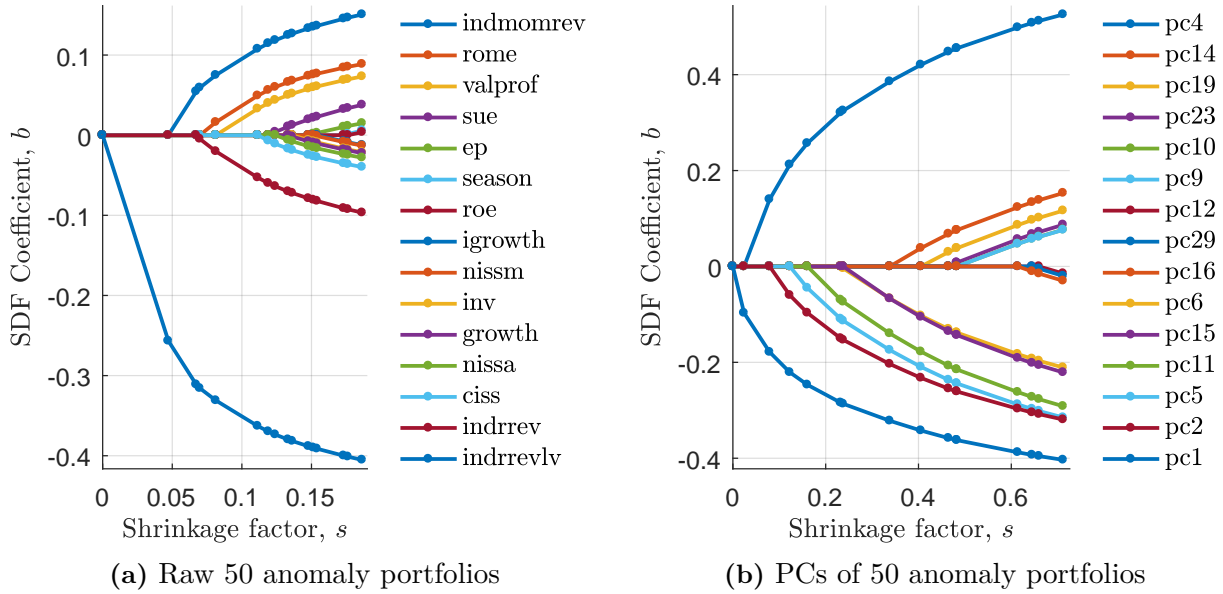 SDF Coefficient, b
0.1
0
-0.1
-0.2
-0.3
-0.4
0
0.05
0.1
0.15
Shrinkage factor, s
indmomrev
rome
valprof
sue
ep
season
roe
igrowth
nissm
inv
growth
nissa
ciss
indrrev
indrrevlv
(a) Raw 50 anomaly portfolios
SDF Coefficient, b
0.4
0.2
0
-0.2
-0.4
0
0.2
0.4
0.6
Shrinkage factor, s
pc4
pc14
pc19
pc23
pc10
pc9
pc12
pc29
pc16
pc6
pc15
pc11
pc5
pc2
pc1
(b) PCs of 50 anomaly portfolios